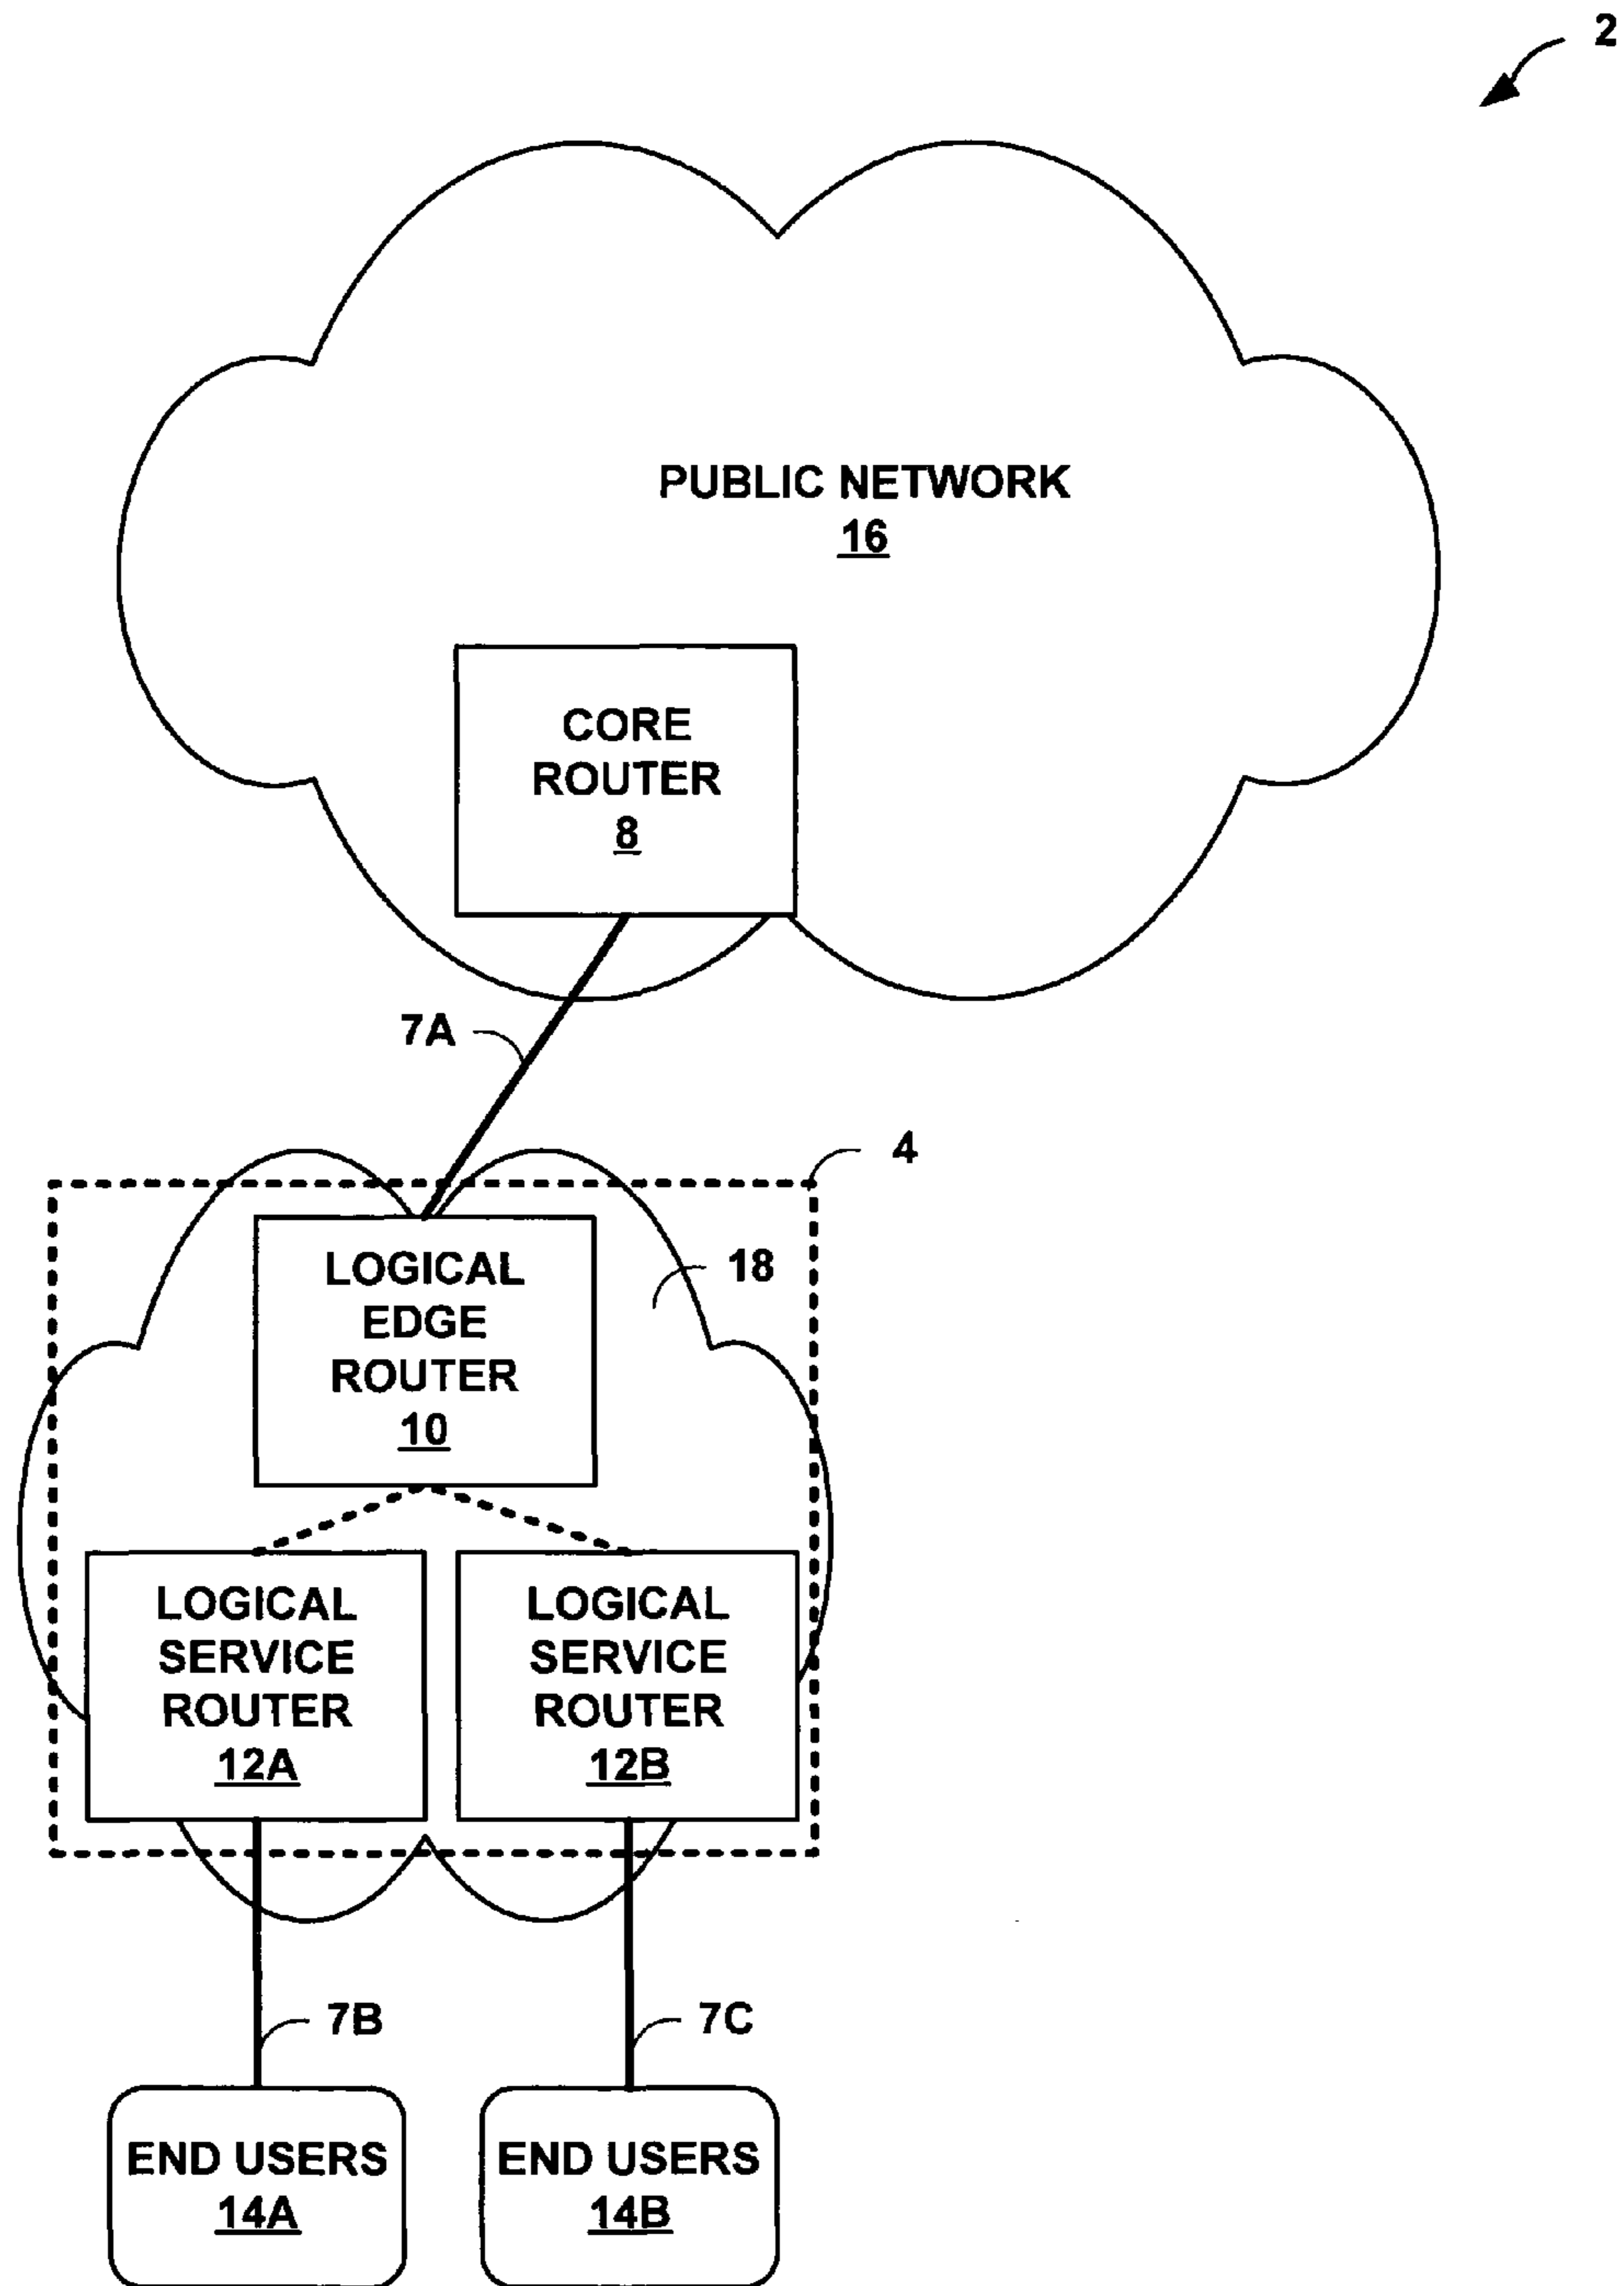 2
PUBLIC NETWORK
16
CORE
ROUTER
8
7A
4
LOGICAL
EDGE
ROUTER
10
18
LOGICAL
SERVICE
ROUTER
12A
LOGICAL
SERVICE
ROUTER
12B
7B
7C
END USERS
14A
END USERS
14B